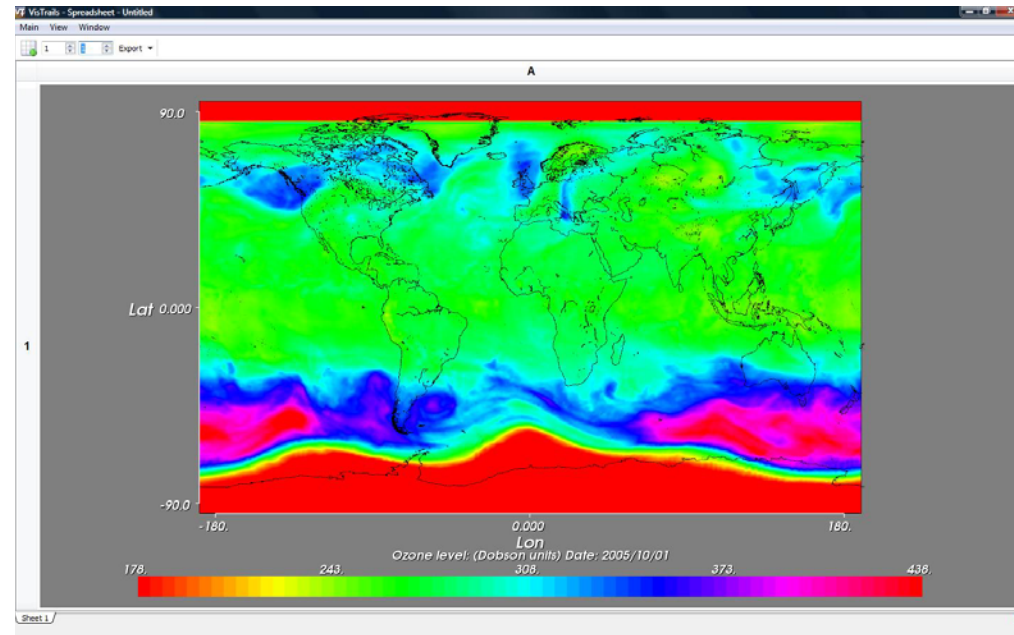 VisTrails - Spreadsheet - Untitled
Main View Window
1 Export
A
90.0
Lat 0.000
1
-90.0
-180. 0.000 180.
Lon
Ozone level: (Dobson units) Date: 2005/10/01
178. 243. 308. 373. 438.
Sheet 1